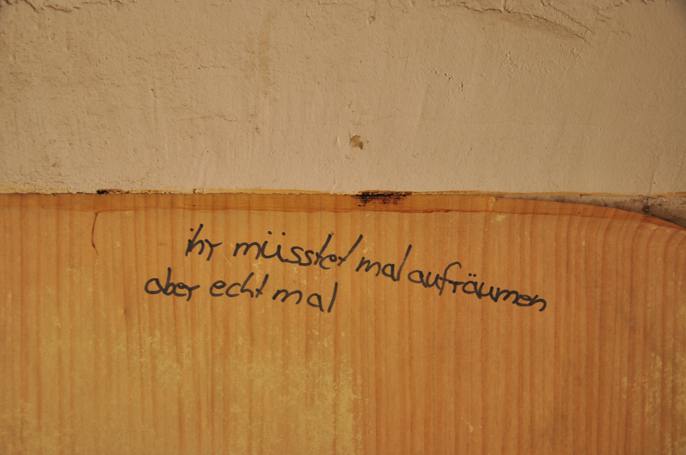 ihr müsstet mal aufräumen
aber echt mal